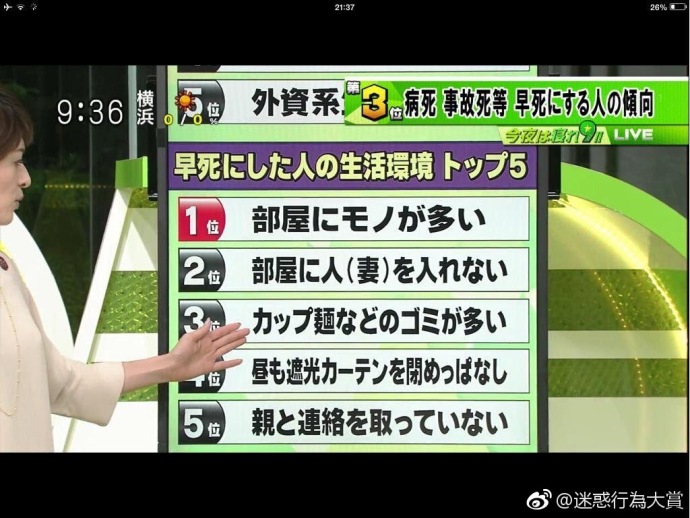 21:37
26%
9:36
横浜
0 / 0 %
5位 外資系
第3位 病死 事故死等 早死にする人の傾向
LIVE
早死にした人の生活環境 トップ5
1位 部屋にモノが多い
2位 部屋に人(妻)を入れない
3位 カップ麺などのゴミが多い
4位 昼も遮光カーテンを閉めっぱなし
5位 親と連絡を取っていない
@迷惑行為大賞